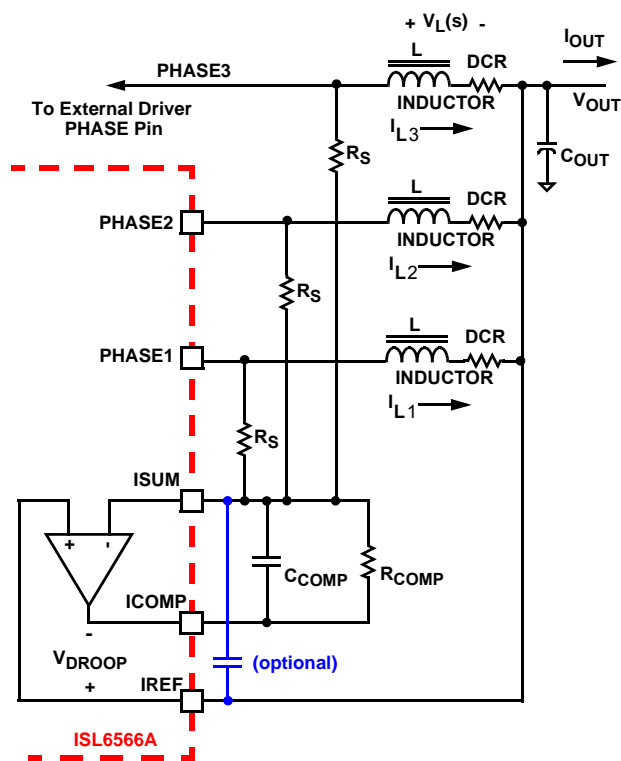 + VL(s) -
L
DCR
IOUT
PHASE3
To External Driver
PHASE Pin
INDUCTOR
VOUT
IL3
COUT
RS
L
DCR
PHASE2
INDUCTOR
IL2
RS
L
DCR
PHASE1
INDUCTOR
IL1
RS
ISUM
+ -
CCOMP
RCOMP
ICOMP
-
VDROOP
+
(optional)
IREF
ISL6566A